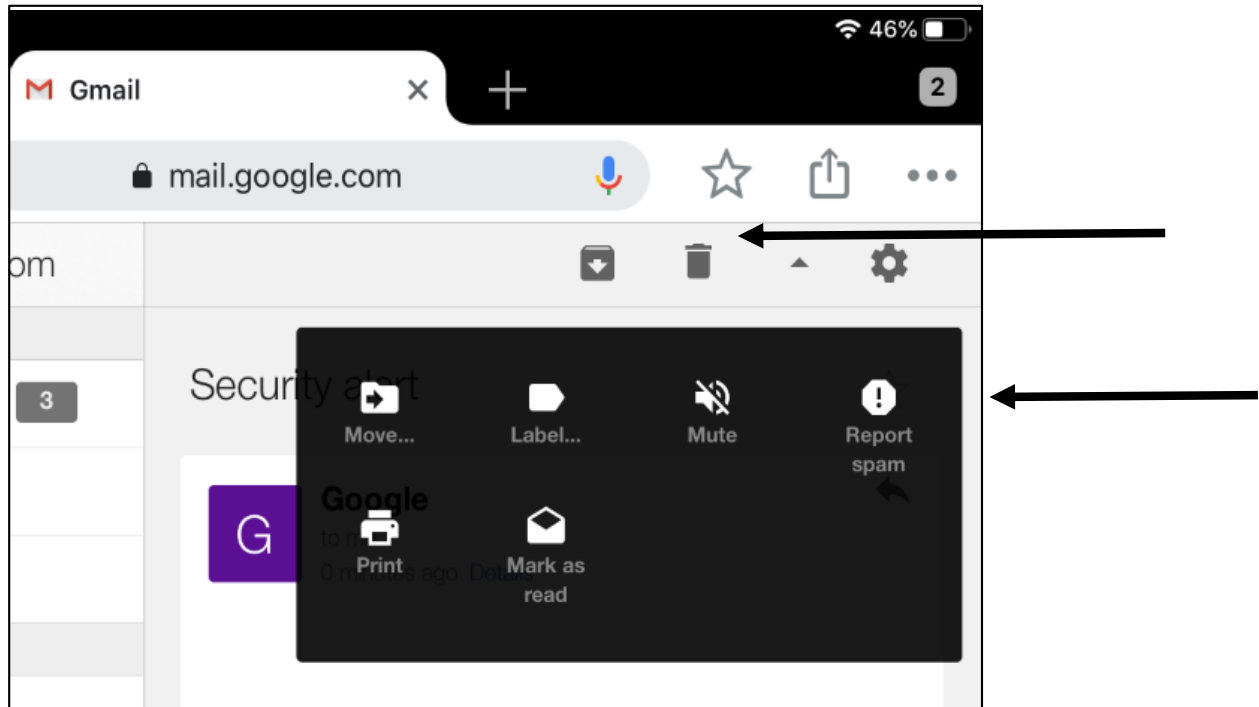 46%
Gmail
2
mail.google.com
om
3
Security alert
Move... Label... Mute Report
spam
G Google
to m
Print Mark as
read
0 minutes ago Details